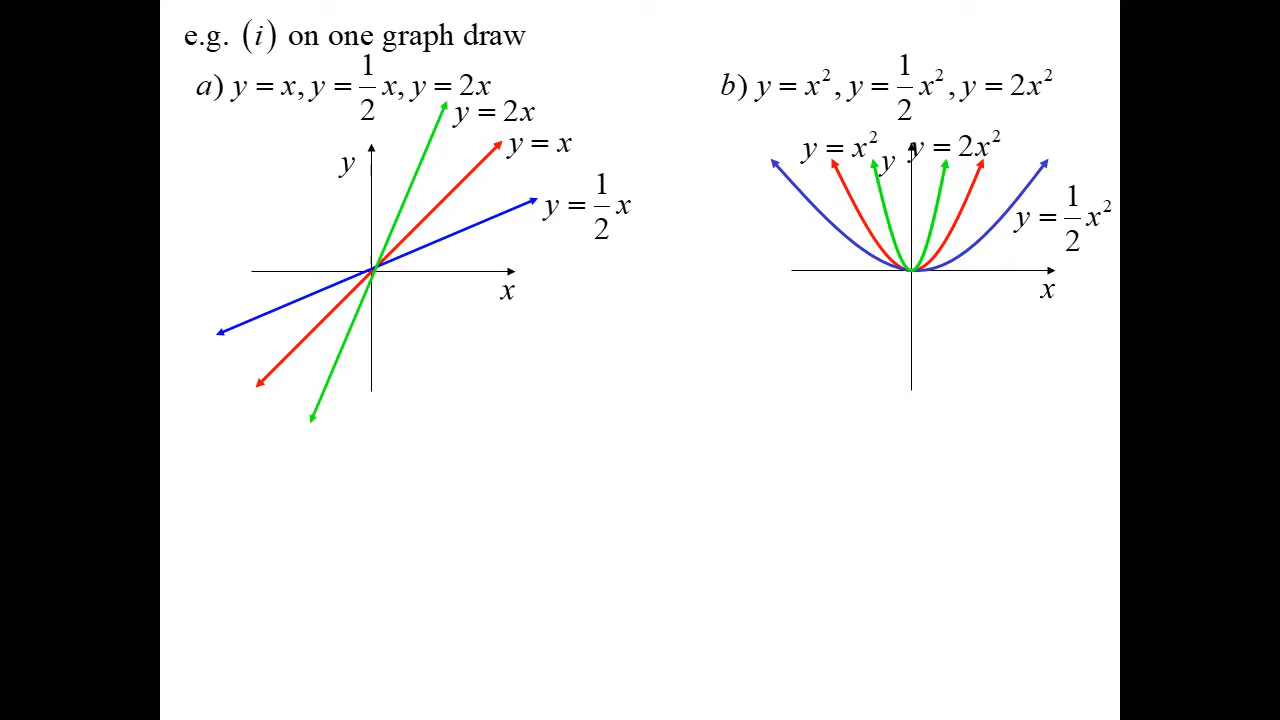 e.g. (i) on one graph draw
a) y = x, y = 1/2 x, y = 2x
y = 2x
y = x
y
y = 1/2 x
x
b) y = x², y = 1/2 x², y = 2x²
y = x²
y
y = 2x²
y = 1/2 x²
x